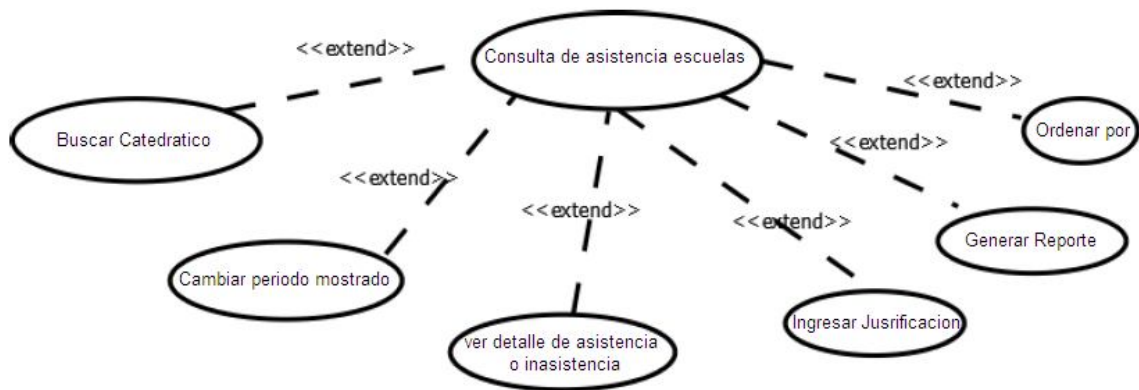 <<extend>>
Consulta de asistencia escuelas
<<extend>>
Buscar Catedratico
Ordenar por
<<extend>>
<<extend>>
<<extend>>
<<extend>>
Generar Reporte
Cambiar periodo mostrado
Ingresar Jusrificacion
ver detalle de asistencia
o inasistencia